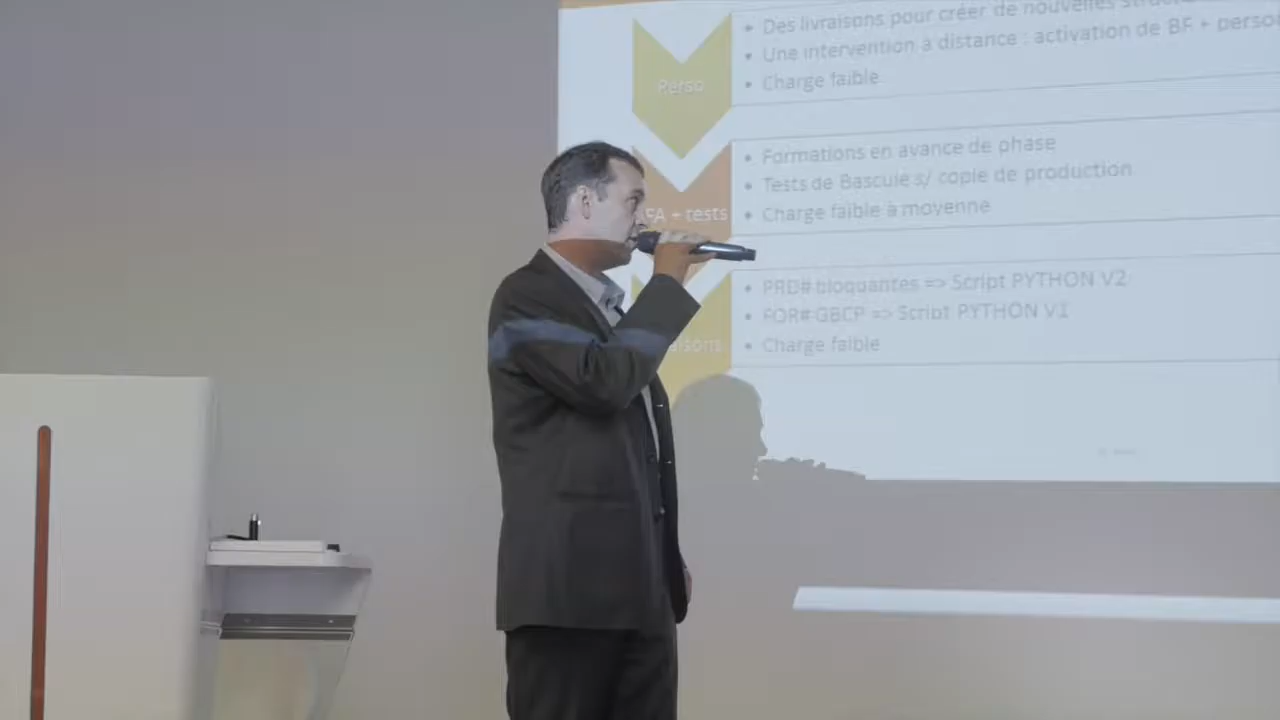 Des livraisons pour créer de nouvelles
Une intervention à distance : activation de BF + perso
Perso
Charge faible
Formations en avance de phase
Tests de Bascule s/ copie de production
FA + tests
Charge faible à moyenne
PRD# bloquantes => Script PYTHON V2
FOR# GBCP => Script PYTHON V1
Charge faible